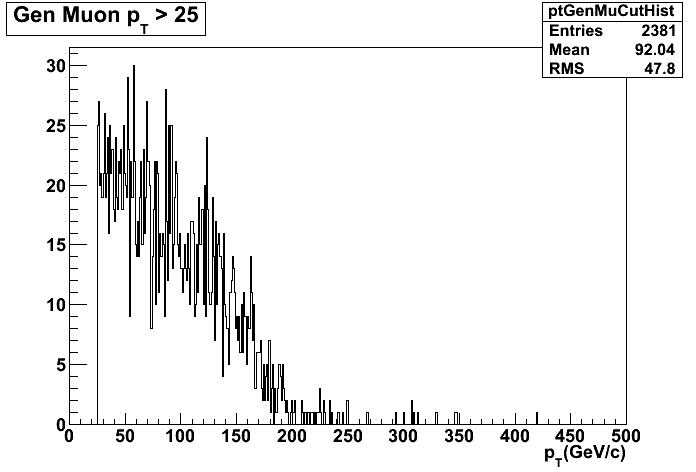 Gen Muon p_T > 25
ptGenMuCutHist
Entries 2381
Mean 92.04
RMS 47.8
30
25
20
15
10
5
0
0 50 100 150 200 250 300 350 400 450 500
p_T(GeV/c)